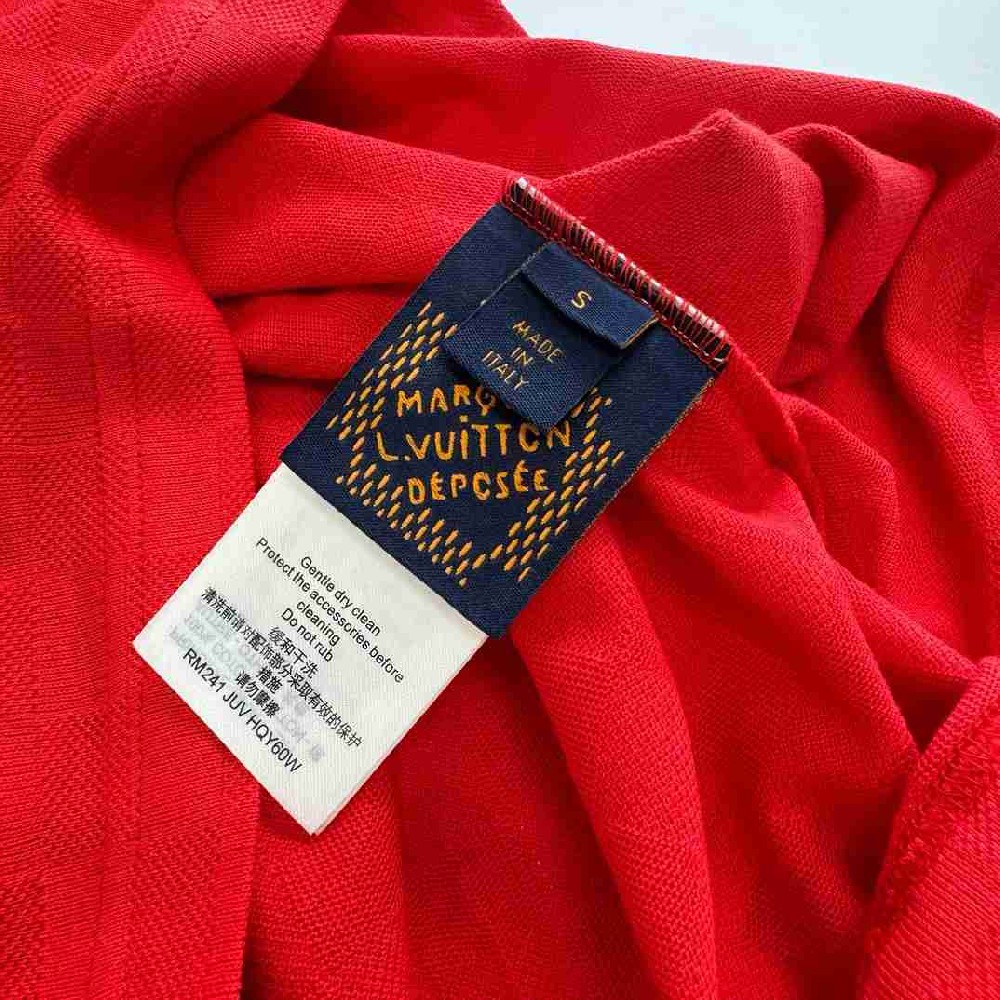 S
MADE
IN
ITALY
L.VUITTON
DÉPOSÉE
Gentle dry clean
Protect the accessories before
cleaning
Do not rub
缓和干洗
清洗前请对配饰部分采取有效的保护
措施
请勿摩擦
RM241 JUV HQY60W